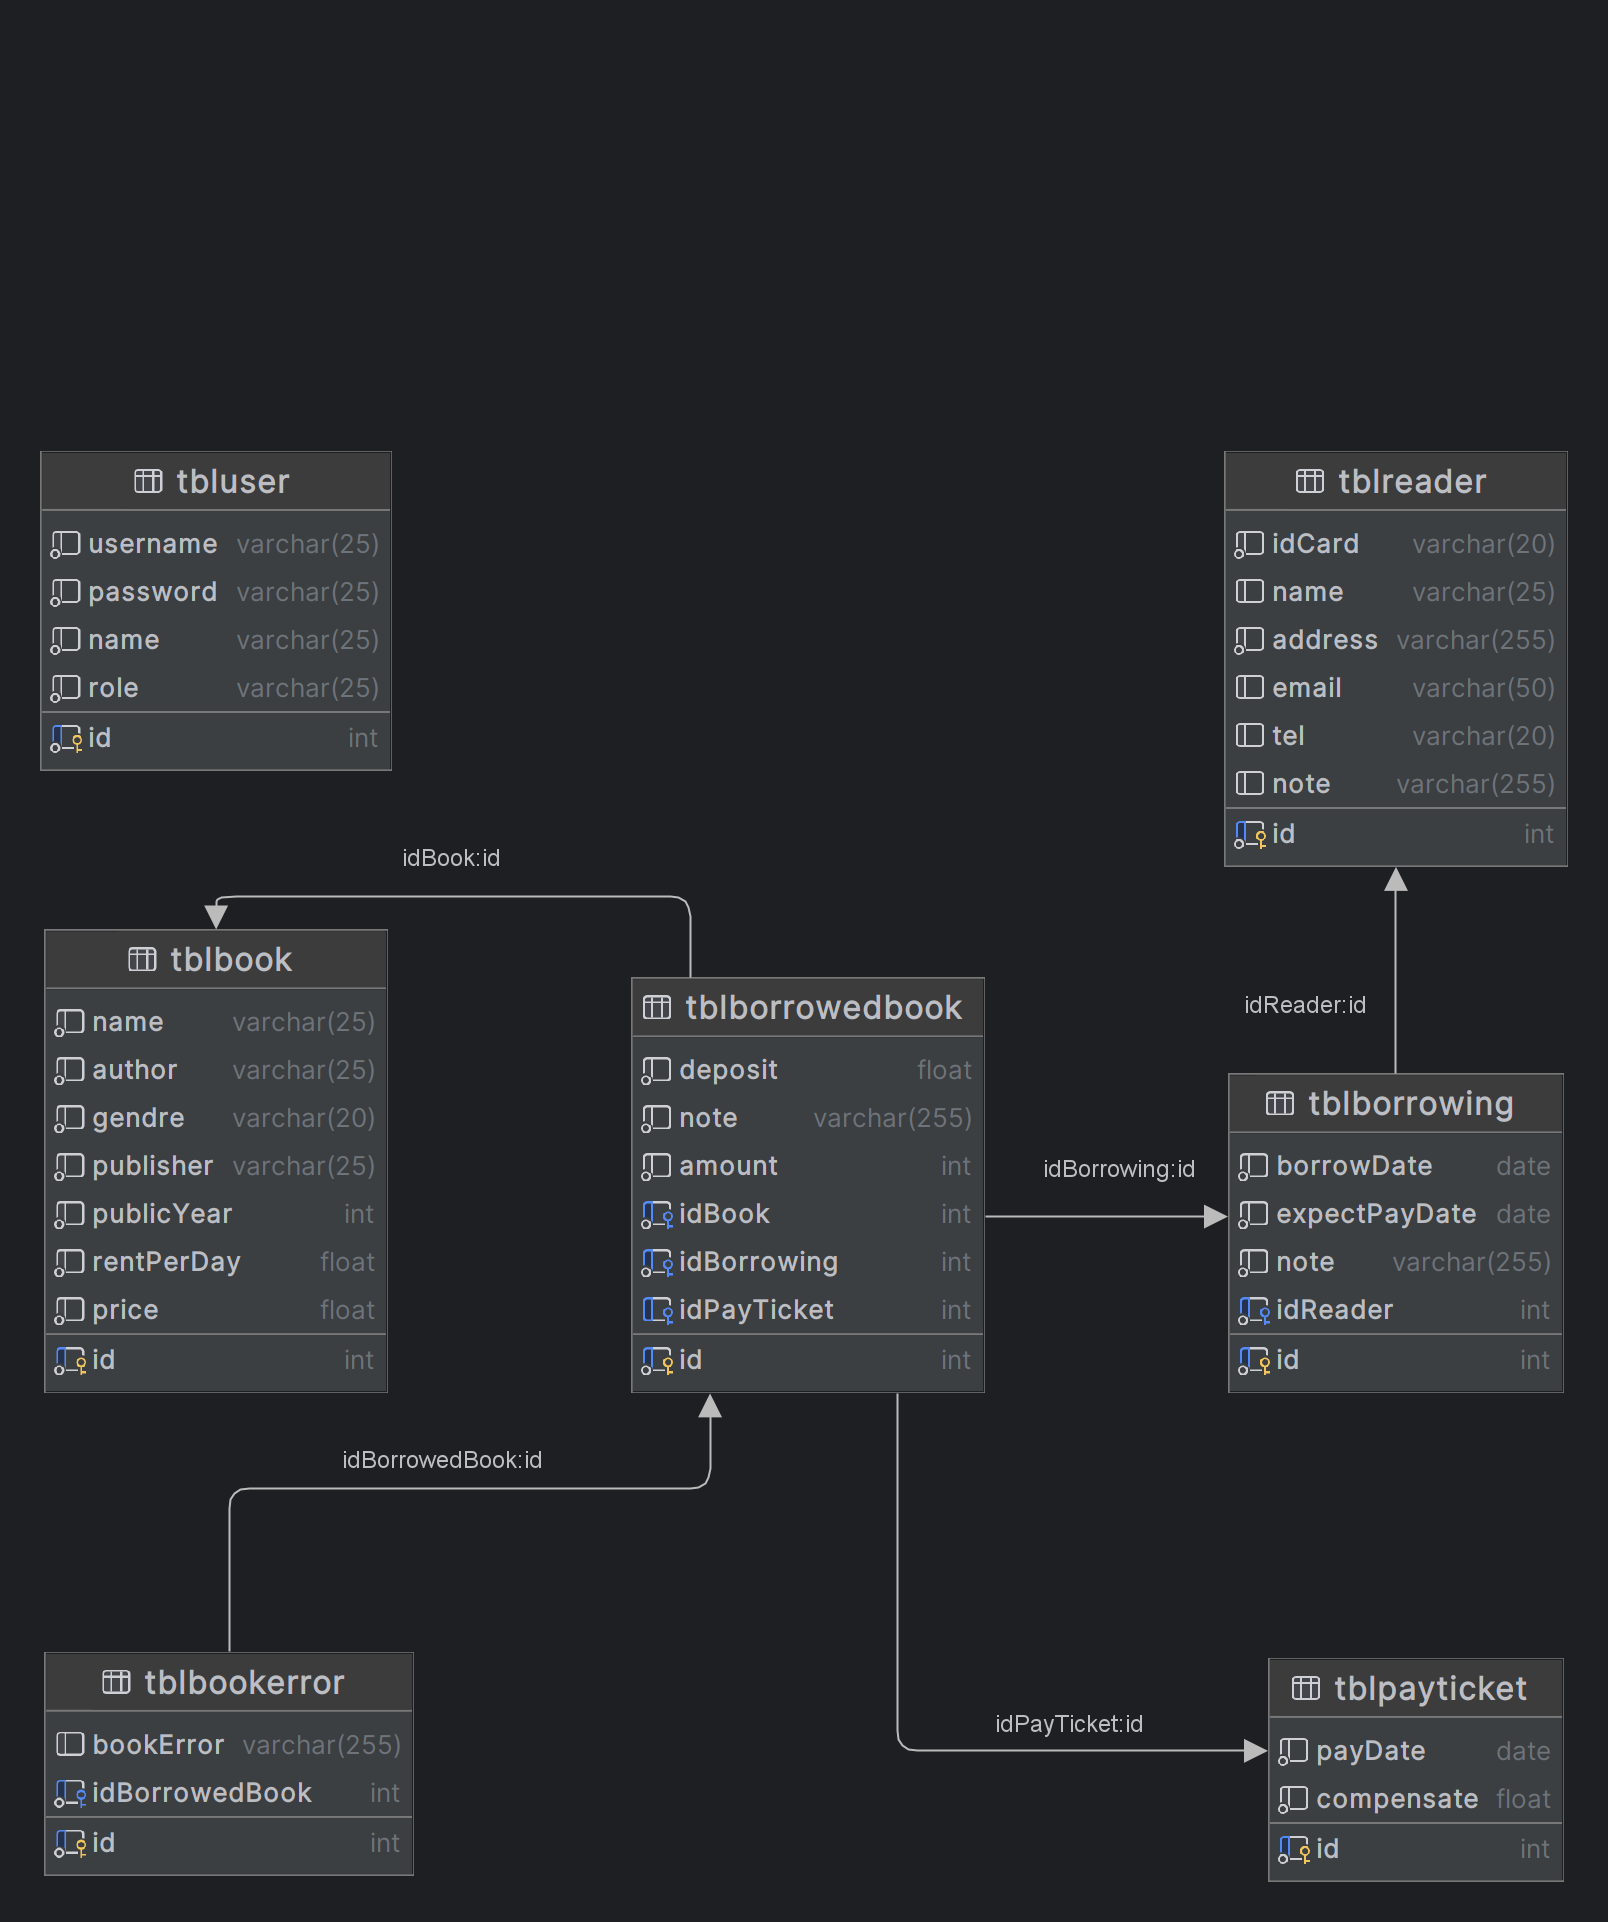 tbluser
username varchar(25)
password varchar(25)
name varchar(25)
role varchar(25)
id int
tblreader
idCard varchar(20)
name varchar(25)
address varchar(255)
email varchar(50)
tel varchar(20)
note varchar(255)
id int
idBook:id
tblbook
name varchar(25)
author varchar(25)
gendre varchar(20)
publisher varchar(25)
publicYear int
rentPerDay float
price float
id int
tblborrowedbook
deposit float
note varchar(255)
amount int
idBook int
idBorrowing int
idPayTicket int
id int
idReader:id
idBorrowing:id
tblborrowing
borrowDate date
expectPayDate date
note varchar(255)
idReader int
id int
idBorrowedBook:id
tblbookerror
bookError varchar(255)
idBorrowedBook int
id int
idPayTicket:id
tblpayticket
payDate date
compensate float
id int